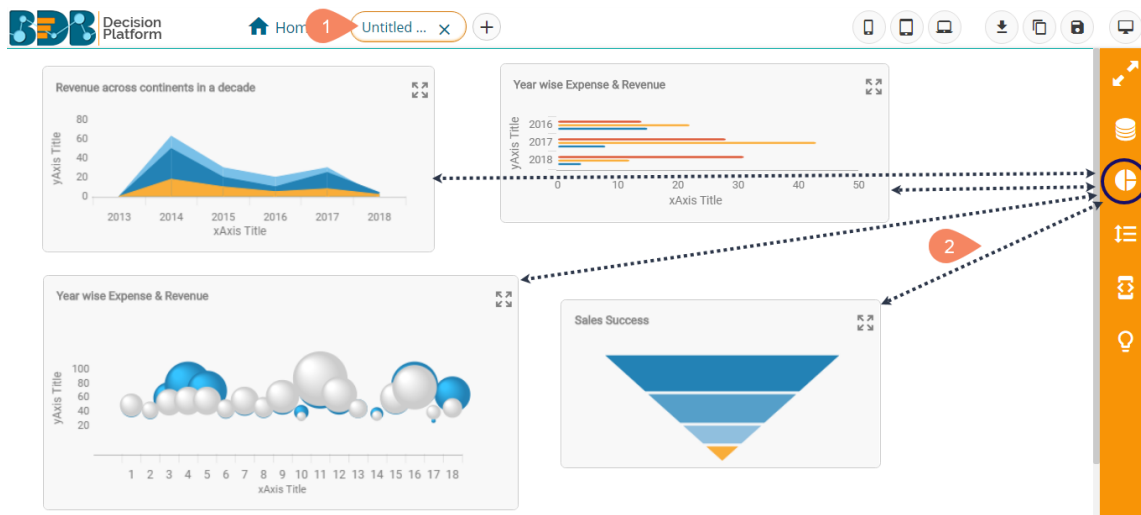 BDB Decision
Platform
Hom
1
Untitled ...
Revenue across continents in a decade
yAxis Title
80
60
40
20
0
2013 2014 2015 2016 2017 2018
xAxis Title
Year wise Expense & Revenue
yAxis Title
2016
2017
2018
0 10 20 30 40 50
xAxis Title
2
Year wise Expense & Revenue
yAxis Title
100
80
60
40
20
1 2 3 4 5 6 7 8 9 10 11 12 13 14 15 16 17 18
xAxis Title
Sales Success